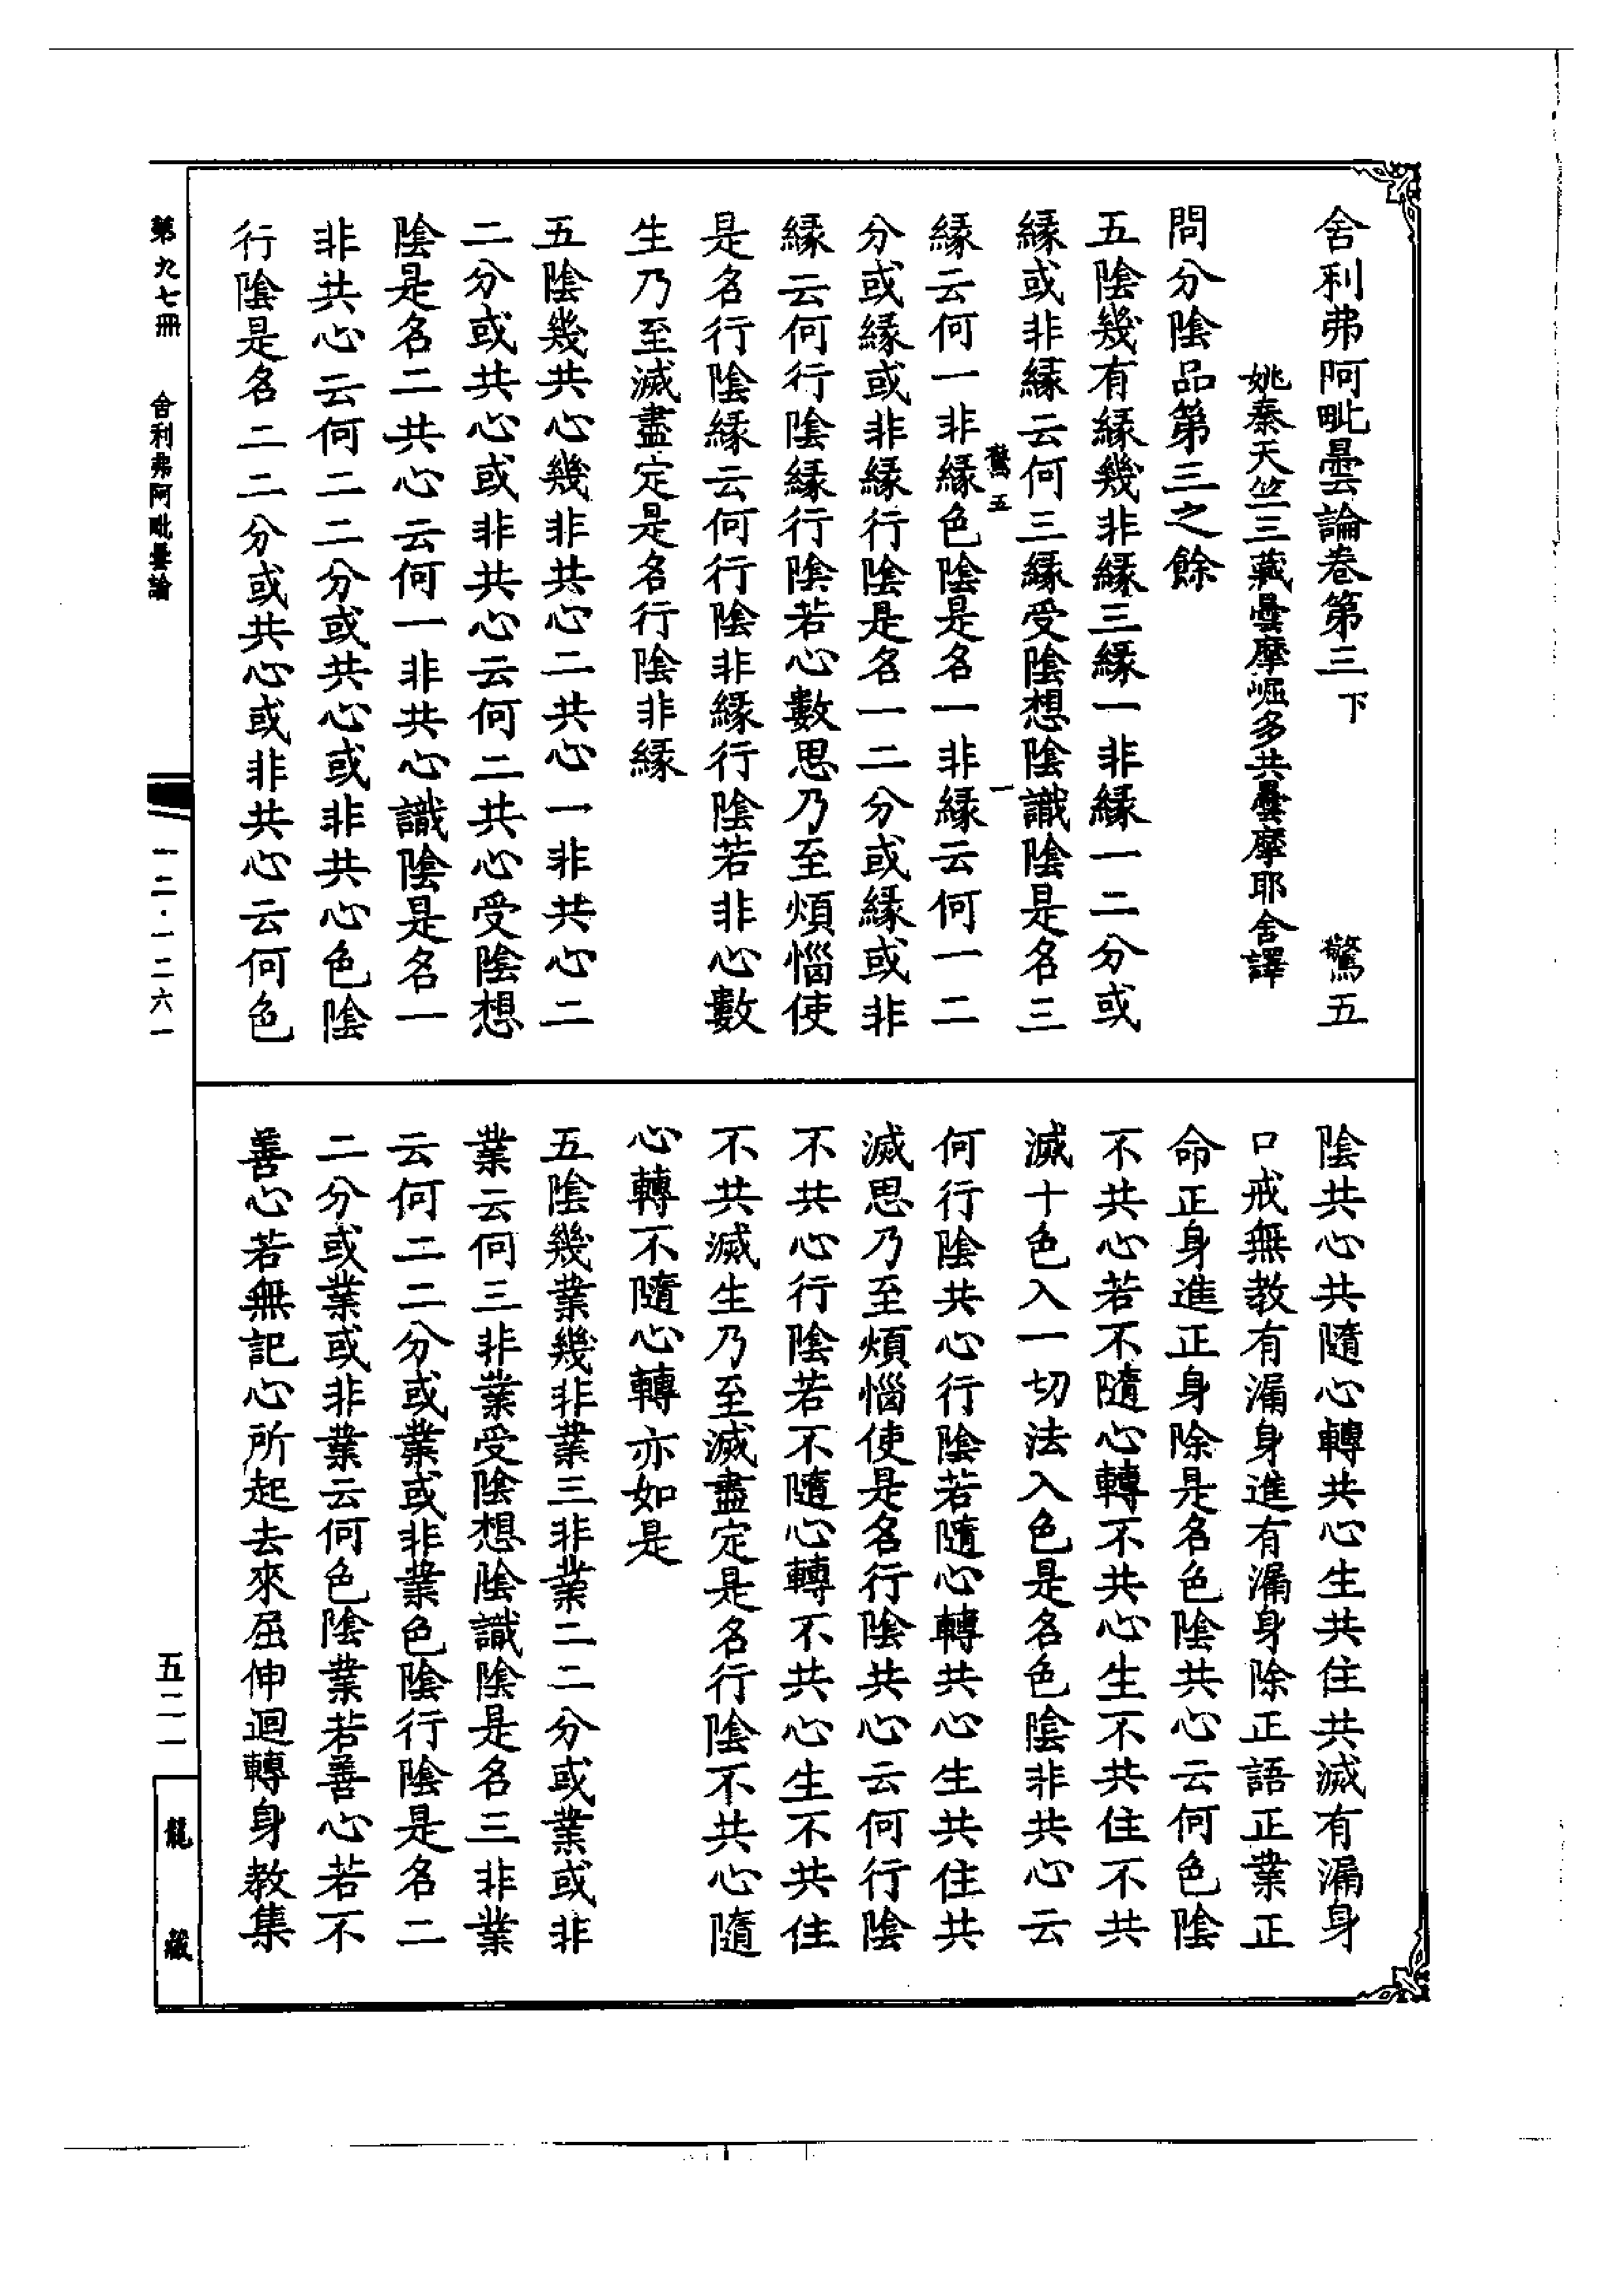 舍利弗阿毗曇論卷第三下　驚五
姚秦天竺三藏曇摩崛多共曇摩耶舍譯
問分陰品第三之餘
五陰幾有緣幾非緣三緣一非緣一二分或
緣或非緣云何三緣受陰想陰識陰是名三
驚五　一
緣云何一非緣色陰是名一非緣云何一二
分或緣或非緣行陰是名一二分或緣或非
緣云何行陰緣行陰若心數思乃至煩惱使
是名行陰緣云何行陰非緣行陰若非心數
生乃至滅盡定是名行陰非緣
五陰幾共心幾非共心二共心一非共心二
二分或共心或非共心云何二共心受陰想
陰是名二共心云何一非共心識陰是名一
非共心云何二二分或共心或非共心色陰
行陰是名二二分或共心或非共心云何色
陰共心共隨心轉共心生共住共滅有漏身
口戒無教有漏身進有漏身除正語正業正
命正身進正身除是名色陰共心云何色陰
不共心若不隨心轉不共心生不共住不共
滅十色入一切法入色是名色陰非共心云
何行陰共心行陰若隨心轉共心生共住共
滅思乃至煩惱使是名行陰共心云何行陰
不共心行陰若不隨心轉不共心生不共住
不共滅生乃至滅盡定是名行陰不共心隨
心轉不隨心轉亦如是
五陰幾業幾非業三非業二二分或業或非
業云何三非業受陰想陰識陰是名三非業
云何二二分或業或非業色陰行陰是名二
二分或業或非業云何色陰業若善心若不
善心若無記心所起去來屈伸迴轉身教集
第九七冊　舍利弗阿毗曇論　一二·一二六一　五二一　龍藏